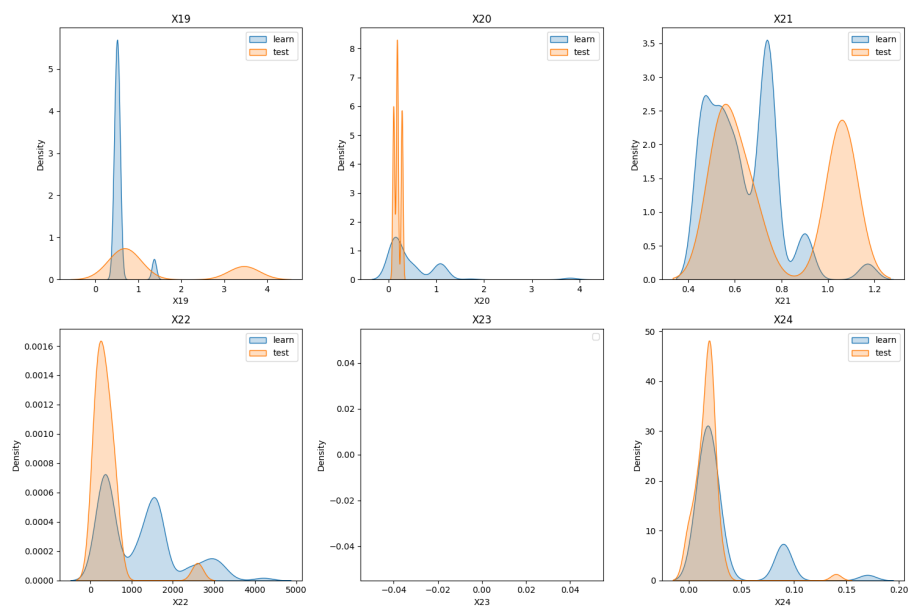 X19
learn
test
Density
5
4
3
2
1
0
0 1 2 3 4
X19
X20
learn
test
Density
8
7
6
5
4
3
2
1
0
0 1 2 3 4
X20
X21
learn
test
Density
3.5
3.0
2.5
2.0
1.5
1.0
0.5
0.0
0.4 0.6 0.8 1.0 1.2
X21
X22
learn
test
Density
0.0016
0.0014
0.0012
0.0010
0.0008
0.0006
0.0004
0.0002
0.0000
0 1000 2000 3000 4000 5000
X22
X23
Density
0.04
0.02
0.00
−0.02
−0.04
−0.04 −0.02 0.00 0.02 0.04
X23
X24
learn
test
Density
50
40
30
20
10
0
0.00 0.05 0.10 0.15 0.20
X24